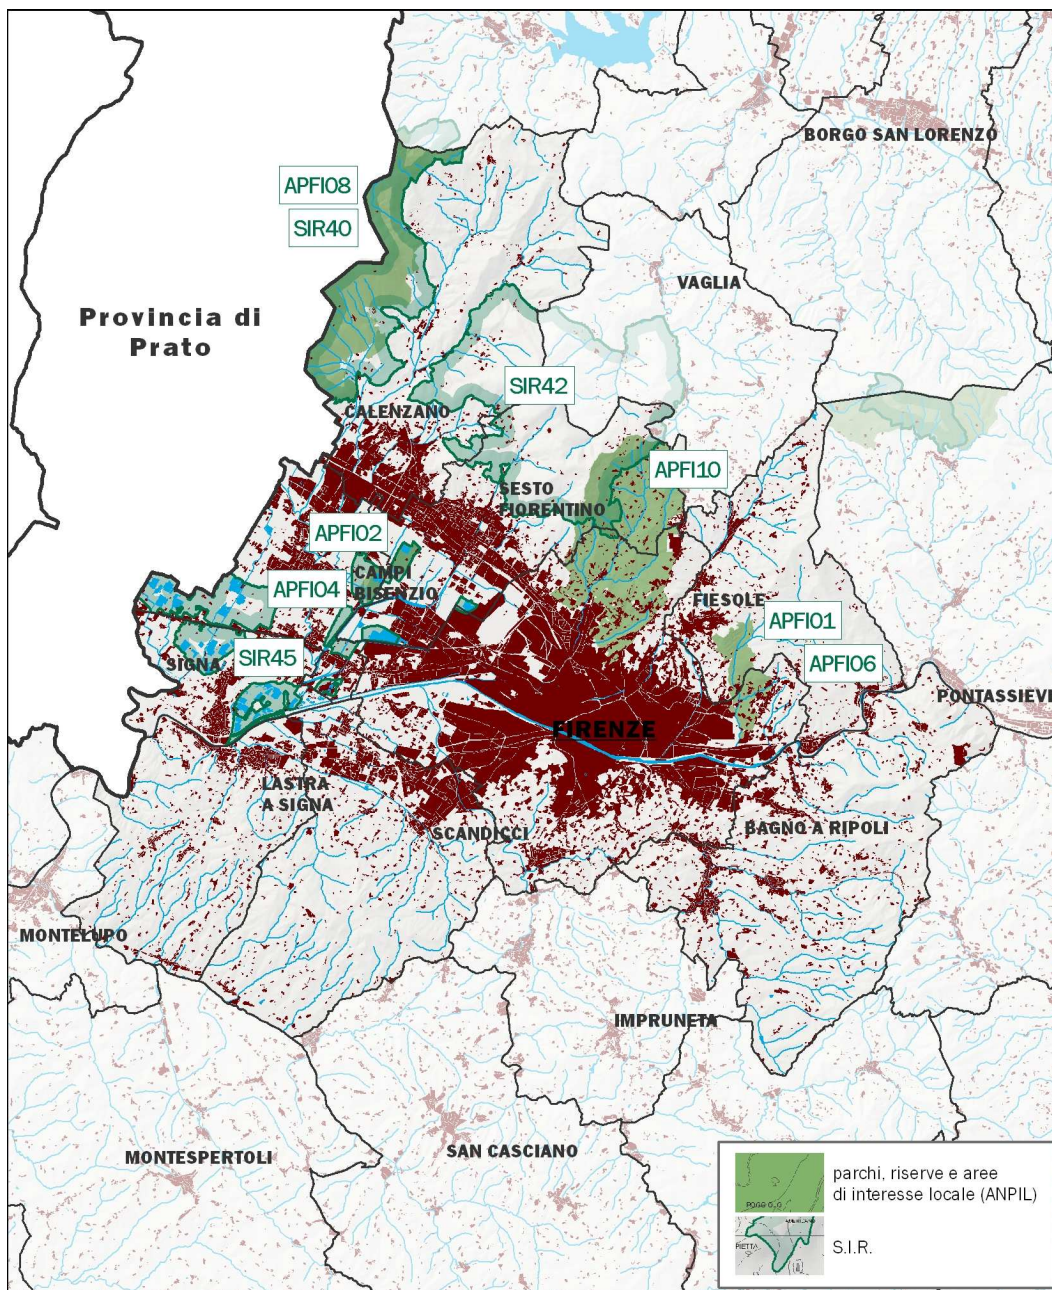 BORGO SAN LORENZO
APFI08
SIR40
VAGLIA
Provincia di
Prato
SIR42
CALENZANO
APFI10
SESTO
FIORENTINO
APFI02
CAMPI
BISENZIO
APFI04
FIESOLE
APFI01
SIR45
SIGNA
APFI06
PONTASSIEVE
FIRENZE
LASTRA
A SIGNA
SCANDICCI
BAGNO A RIPOLI
MONTELUPO
IMPRUNETA
MONTESPERTOLI
SAN CASCIANO
parchi, riserve e aree
di interesse locale (ANPIL)
PIETTA
S.I.R.